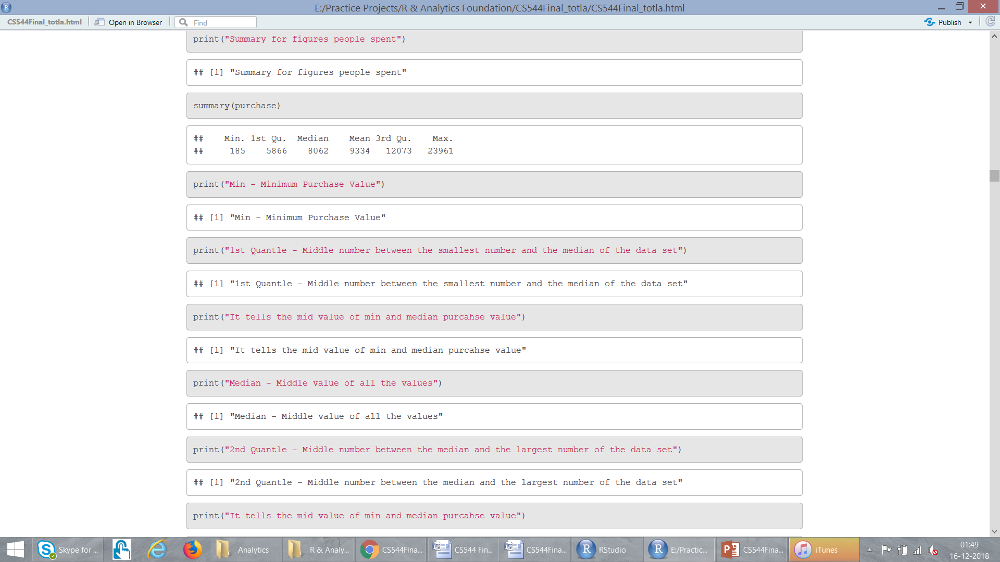 E:/Practice Projects/R & Analytics Foundation/CS544Final_totla/CS544Final_totla.html
CS544Final_totla.html Open in Browser Find Publish
print("Summary for figures people spent")
## [1] "Summary for figures people spent"
summary(purchase)
## Min. 1st Qu. Median Mean 3rd Qu. Max.
## 185 5866 8062 9334 12073 23961
print("Min - Minimum Purchase Value")
## [1] "Min - Minimum Purchase Value"
print("1st Quantle - Middle number between the smallest number and the median of the data set")
## [1] "1st Quantle - Middle number between the smallest number and the median of the data set"
print("It tells the mid value of min and median purcahse value")
## [1] "It tells the mid value of min and median purcahse value"
print("Median - Middle value of all the values")
## [1] "Median - Middle value of all the values"
print("2nd Quantle - Middle number between the median and the largest number of the data set")
## [1] "2nd Quantle - Middle number between the median and the largest number of the data set"
print("It tells the mid value of min and median purcahse value")
Skype for ... Analytics R & Analy... CS544Fina... CS544 Fin... CS544Fina... RStudio E:/Practic... CS544Fina... iTunes 01:49
16-12-2018